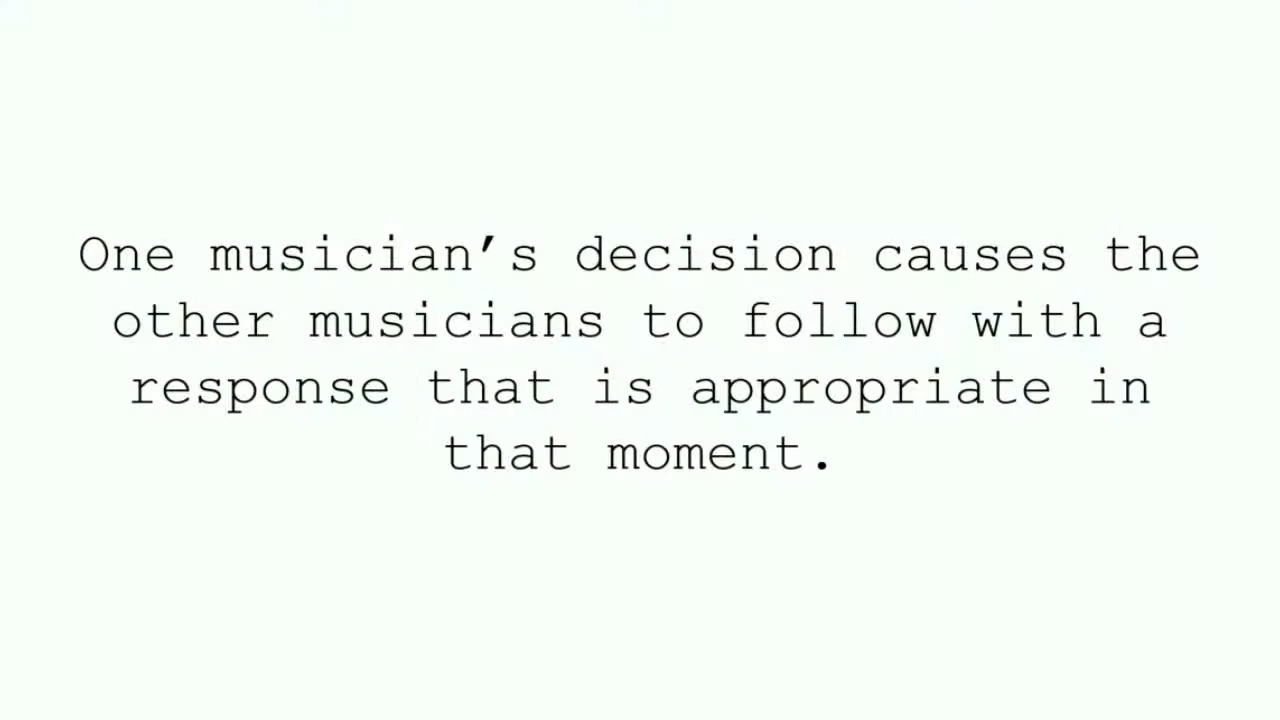 One musician’s decision causes the
other musicians to follow with a
response that is appropriate in
that moment.